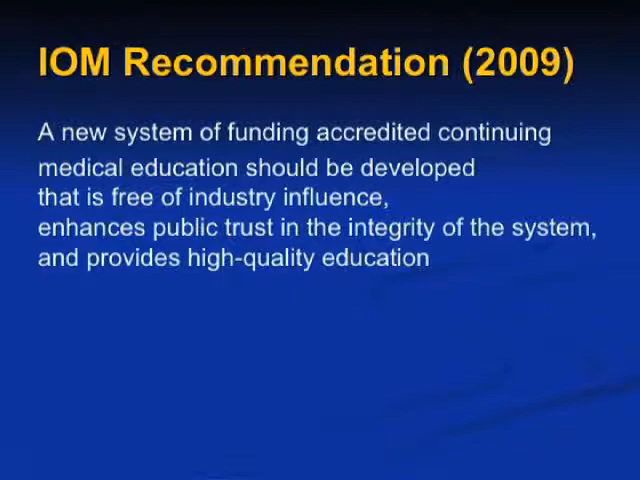 IOM Recommendation (2009)
A new system of funding accredited continuing
medical education should be developed
that is free of industry influence,
enhances public trust in the integrity of the system,
and provides high-quality education